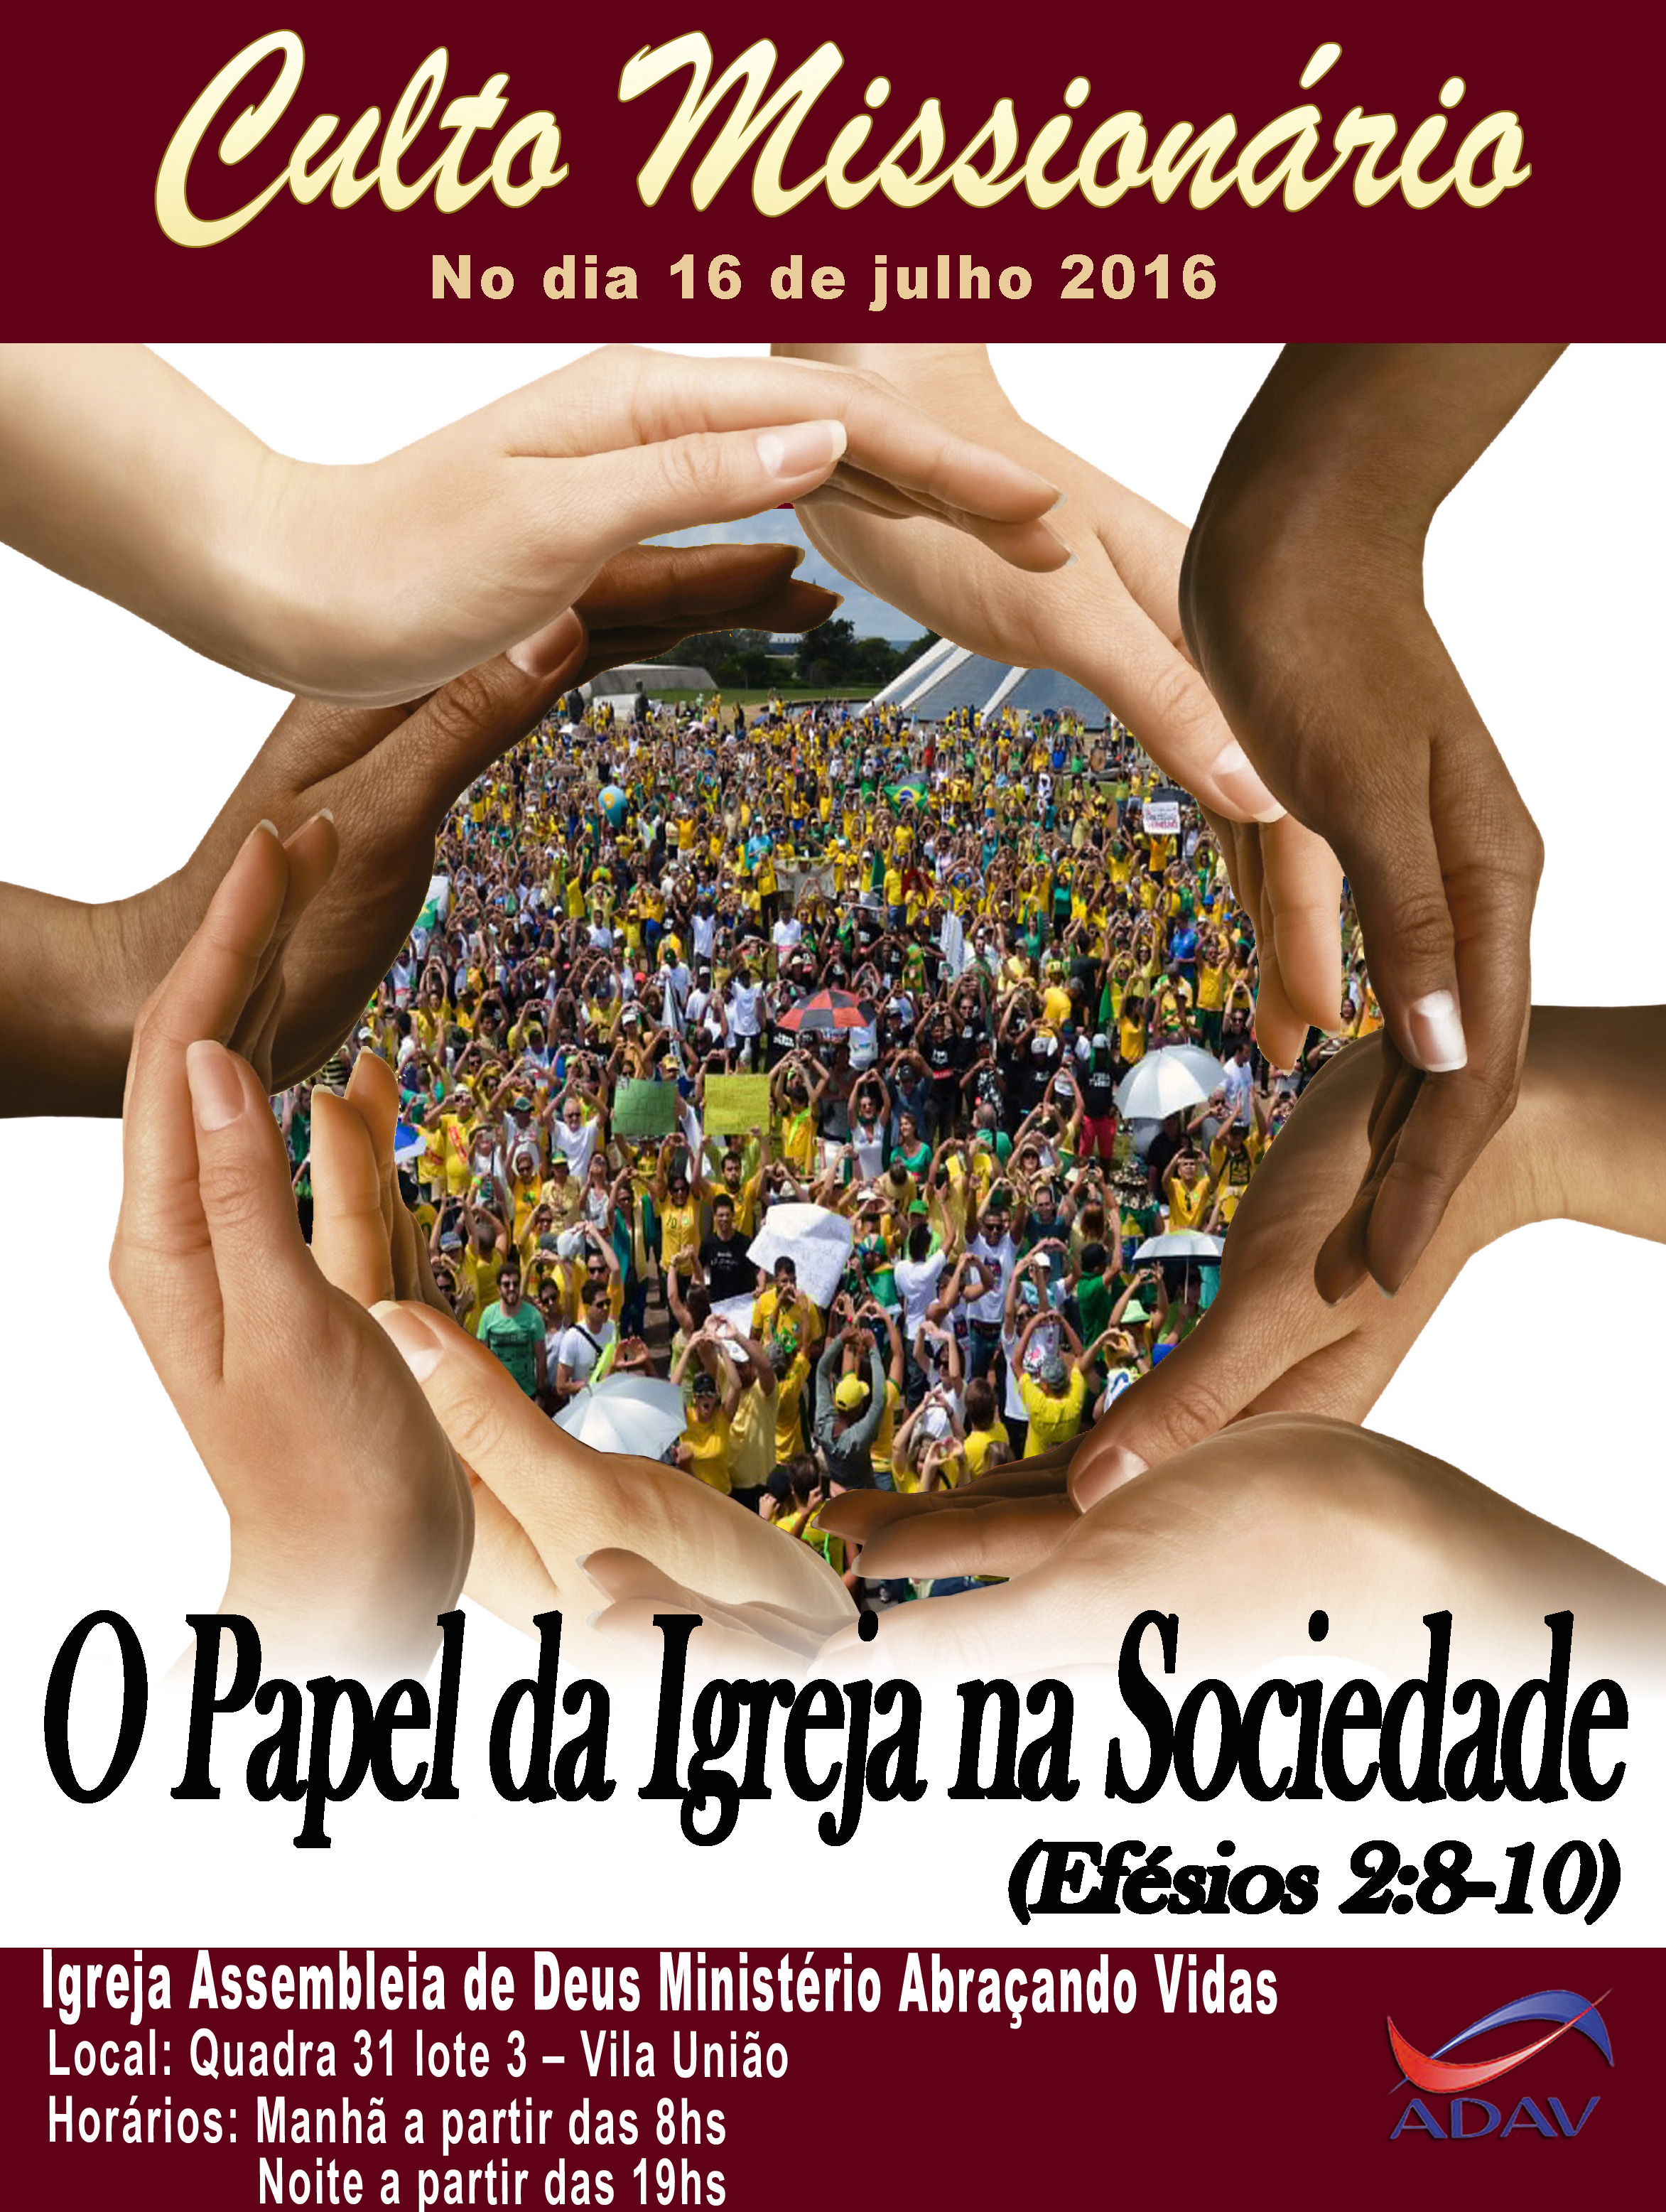 Culto Missionário
No dia 16 de julho 2016
O Papel da Igreja na Sociedade
(Efésios 2:8-10)
Igreja Assembleia de Deus Ministério Abraçando Vidas
Local: Quadra 31 lote 3 – Vila União
Horários: Manhã a partir das 8hs
Noite a partir das 19hs
ADAV